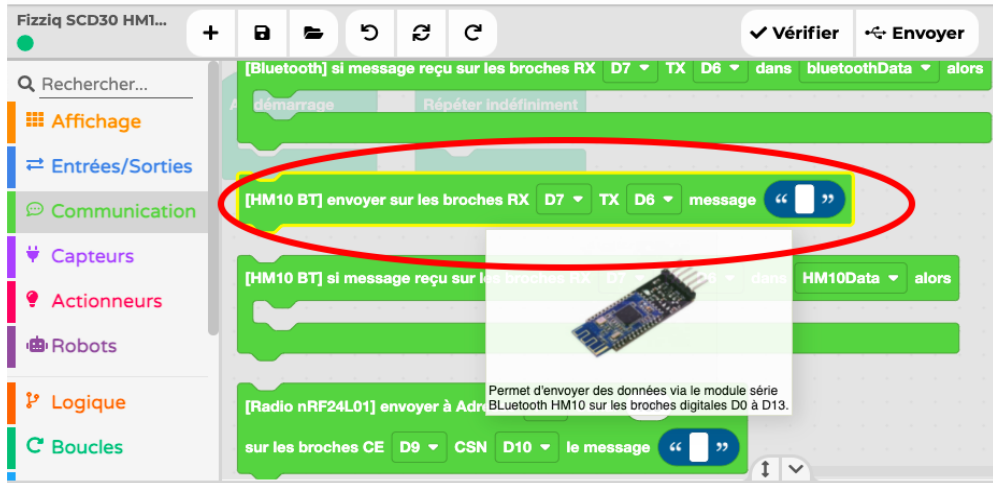 Fizziq SCD30 HM1...
Vérifier
Envoyer
Rechercher...
Affichage
Entrées/Sorties
Communication
Capteurs
Actionneurs
Robots
Logique
Boucles
[Bluetooth] si message reçu sur les broches RX D7 TX D6 dans bluetoothData alors
démarrage
Répéter indéfiniment
[HM10 BT] envoyer sur les broches RX D7 TX D6 message “ ”
[HM10 BT] si message reçu sur les broches RX D7 D6 dans HM10Data alors
Permet d'envoyer des données via le module série
BLuetooth HM10 sur les broches digitales D0 à D13.
[Radio nRF24L01] envoyer à
sur les broches CE D9 CSN D10 le message “ ”